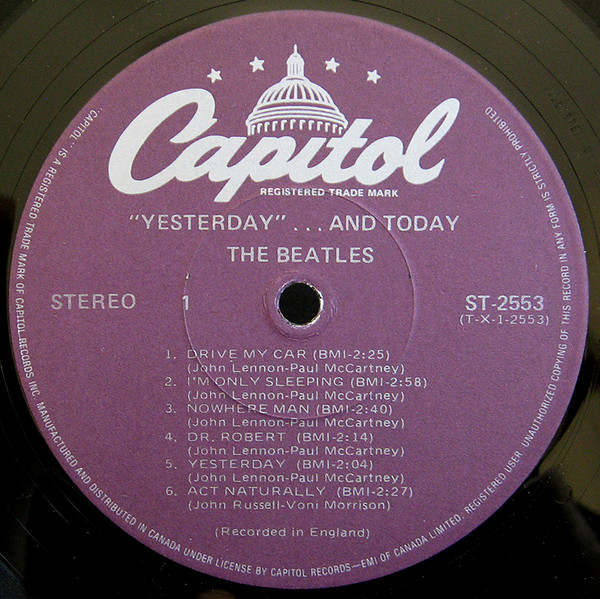 Capitol
REGISTERED TRADE MARK
"YESTERDAY" ... AND TODAY
THE BEATLES
STEREO 1 ST-2553
(T-X-1-2553)
1. DRIVE MY CAR (BMI-2:25)
(John Lennon-Paul McCartney)
2. I'M ONLY SLEEPING (BMI-2:58)
(John Lennon-Paul McCartney)
3. NOWHERE MAN (BMI-2:40)
(John Lennon-Paul McCartney)
4. DR. ROBERT (BMI-2:14)
(John Lennon-Paul McCartney)
5. YESTERDAY (BMI-2:04)
(John Lennon-Paul McCartney)
6. ACT NATURALLY (BMI-2:27)
(John Russell-Voni Morrison)
(Recorded in England)
"CAPITOL" IS A REGISTERED TRADE MARK OF CAPITOL RECORDS INC. MANUFACTURED AND DISTRIBUTED IN CANADA UNDER LICENSE BY CAPITOL RECORDS—EMI OF CANADA LIMITED. REGISTERED USER UNAUTHORIZED COPYING OF THIS RECORD IN ANY FORM IS STRICTLY PROHIBITED